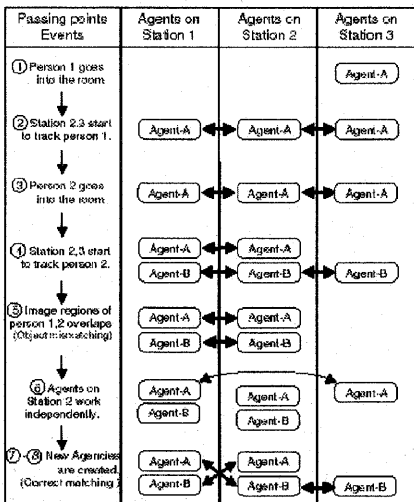 Passing points
Events
Agents on
Station 1
Agents on
Station 2
Agents on
Station 3
① Person 1 goes
into the room
Agent-A
② Station 2,3 start
to track person 1.
Agent-A
Agent-A
Agent-A
③ Person 2 goes
into the room
Agent-A
Agent-A
Agent-A
④ Station 2,3 start
to track person 2.
Agent-A
Agent-A
Agent-B
Agent-B
Agent-B
⑤ Image regions of
person 1,2 overlaps
(Object mismatching)
Agent-A
Agent-A
Agent-B
Agent-B
⑥ Agents on
Station 2 work
independently.
Agent-A
Agent-A
Agent-A
Agent-B
Agent-B
⑦-⑧ New Agencies
are created.
(Correct matching)
Agent-A
Agent-A
Agent-B
Agent-B
Agent-B